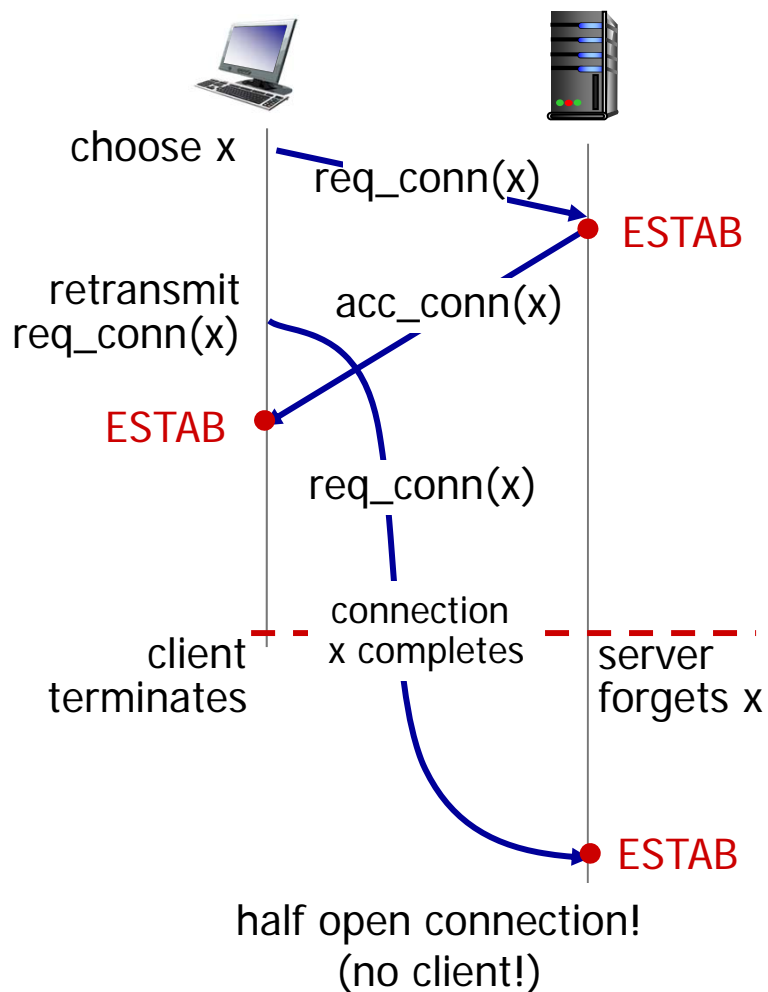 choose x
req_conn(x)
ESTAB
retransmit
req_conn(x)
acc_conn(x)
ESTAB
req_conn(x)
connection
x completes
client
terminates
server
forgets x
ESTAB
half open connection!
(no client!)